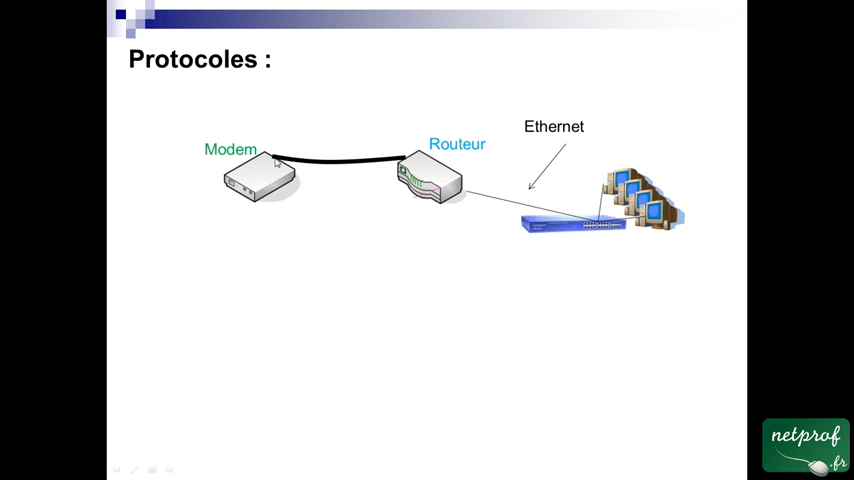 Protocoles :
Ethernet
Routeur
Modem
netprof
.fr